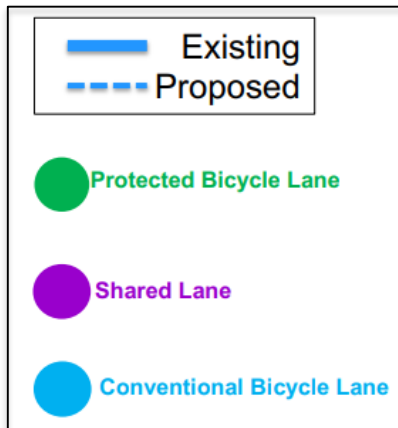 Existing
Proposed
Protected Bicycle Lane
Shared Lane
Conventional Bicycle Lane